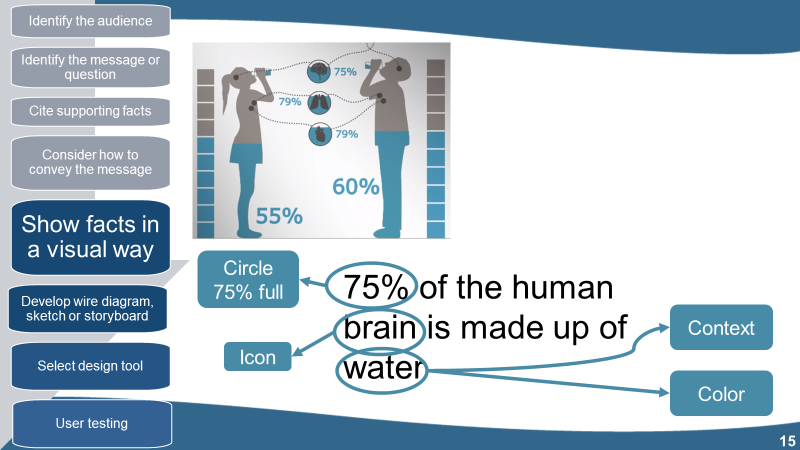 Identify the audience
Identify the message or
question
Cite supporting facts
Consider how to
convey the message
Show facts in
a visual way
Develop wire diagram,
sketch or storyboard
Select design tool
User testing
75%
79%
79%
60%
55%
Circle
75% full
75% of the human
brain is made up of
water
Icon
Context
Color
15